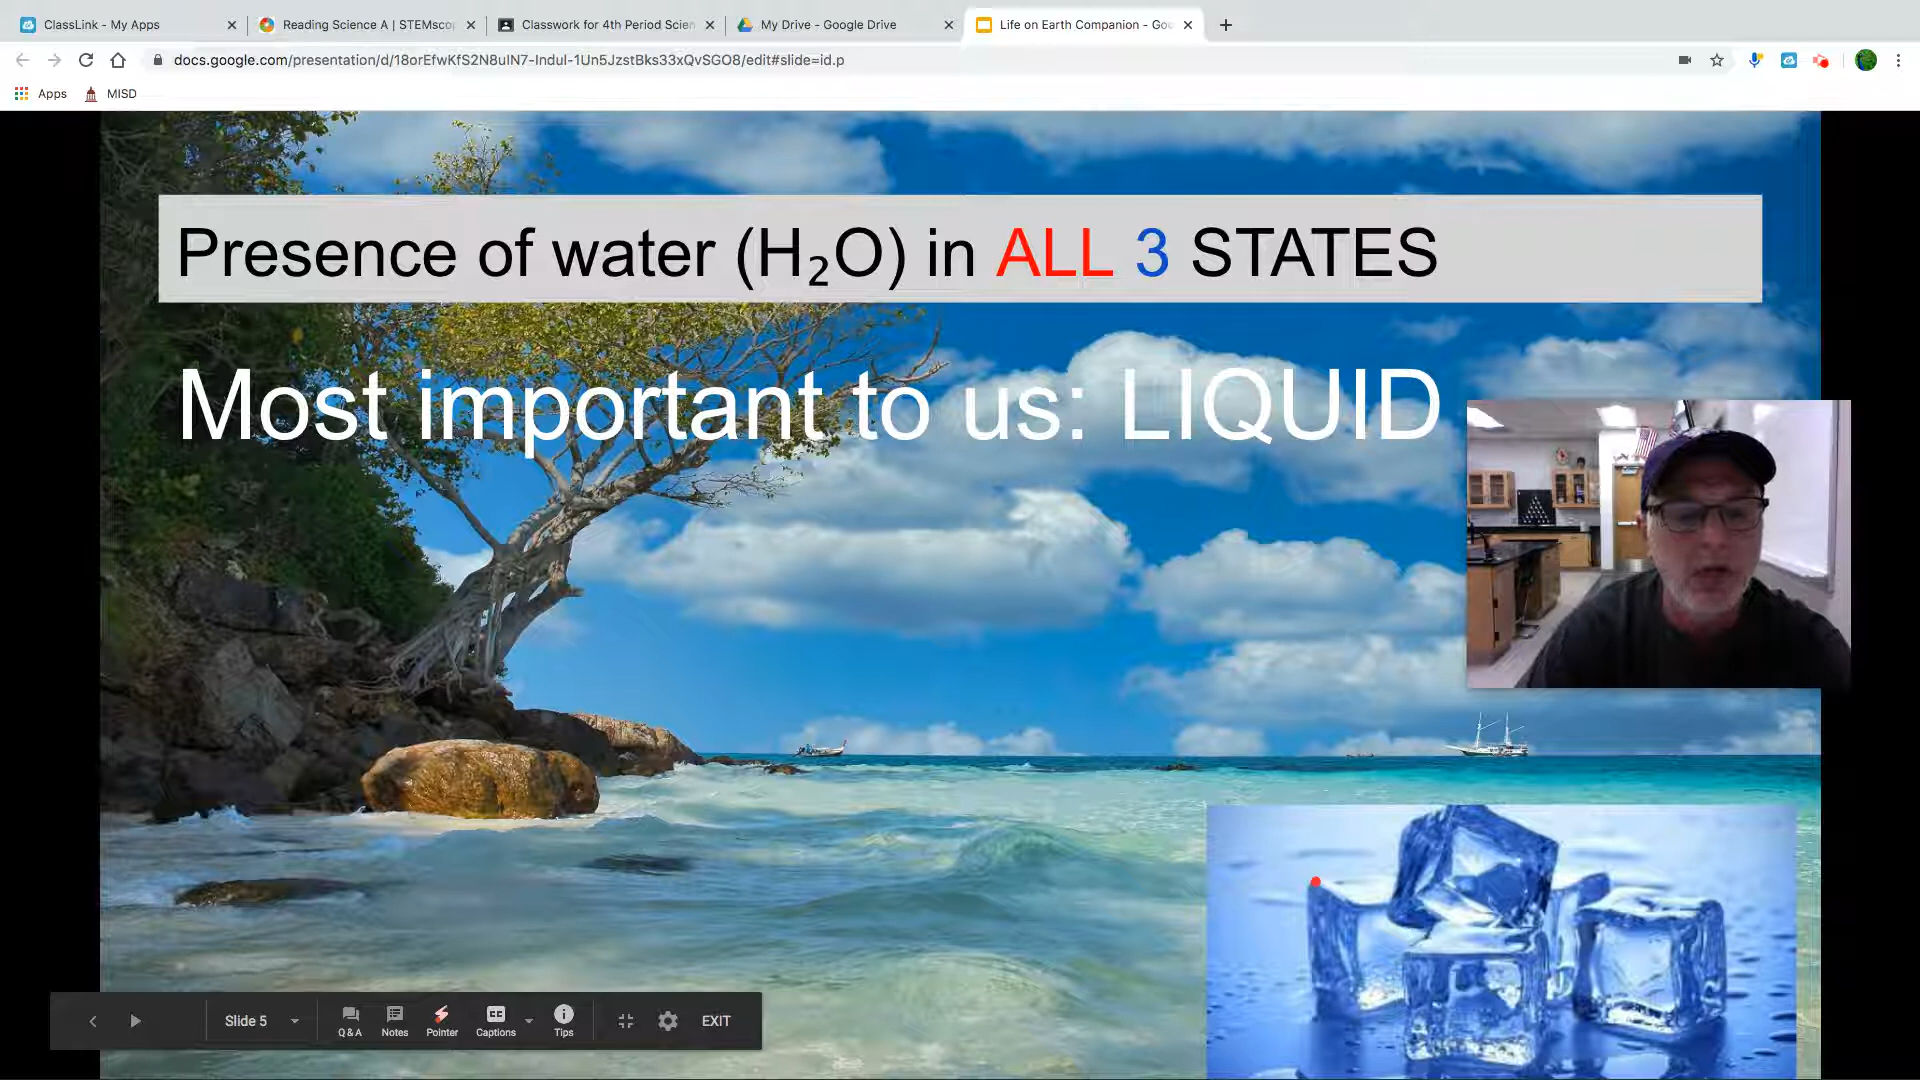 ClassLink - My Apps
Reading Science A | STEMscop
Classwork for 4th Period Scien
My Drive - Google Drive
Life on Earth Companion - Goo
docs.google.com/presentation/d/18orEfwKfS2N8uIN7-Indul-1Un5JzstBks33xQvSGO8/edit#slide=id.p
Apps
MISD
Presence of water (H₂O) in ALL 3 STATES
Most important to us: LIQUID
Slide 5
Q & A
Notes
Pointer
Captions
Tips
EXIT